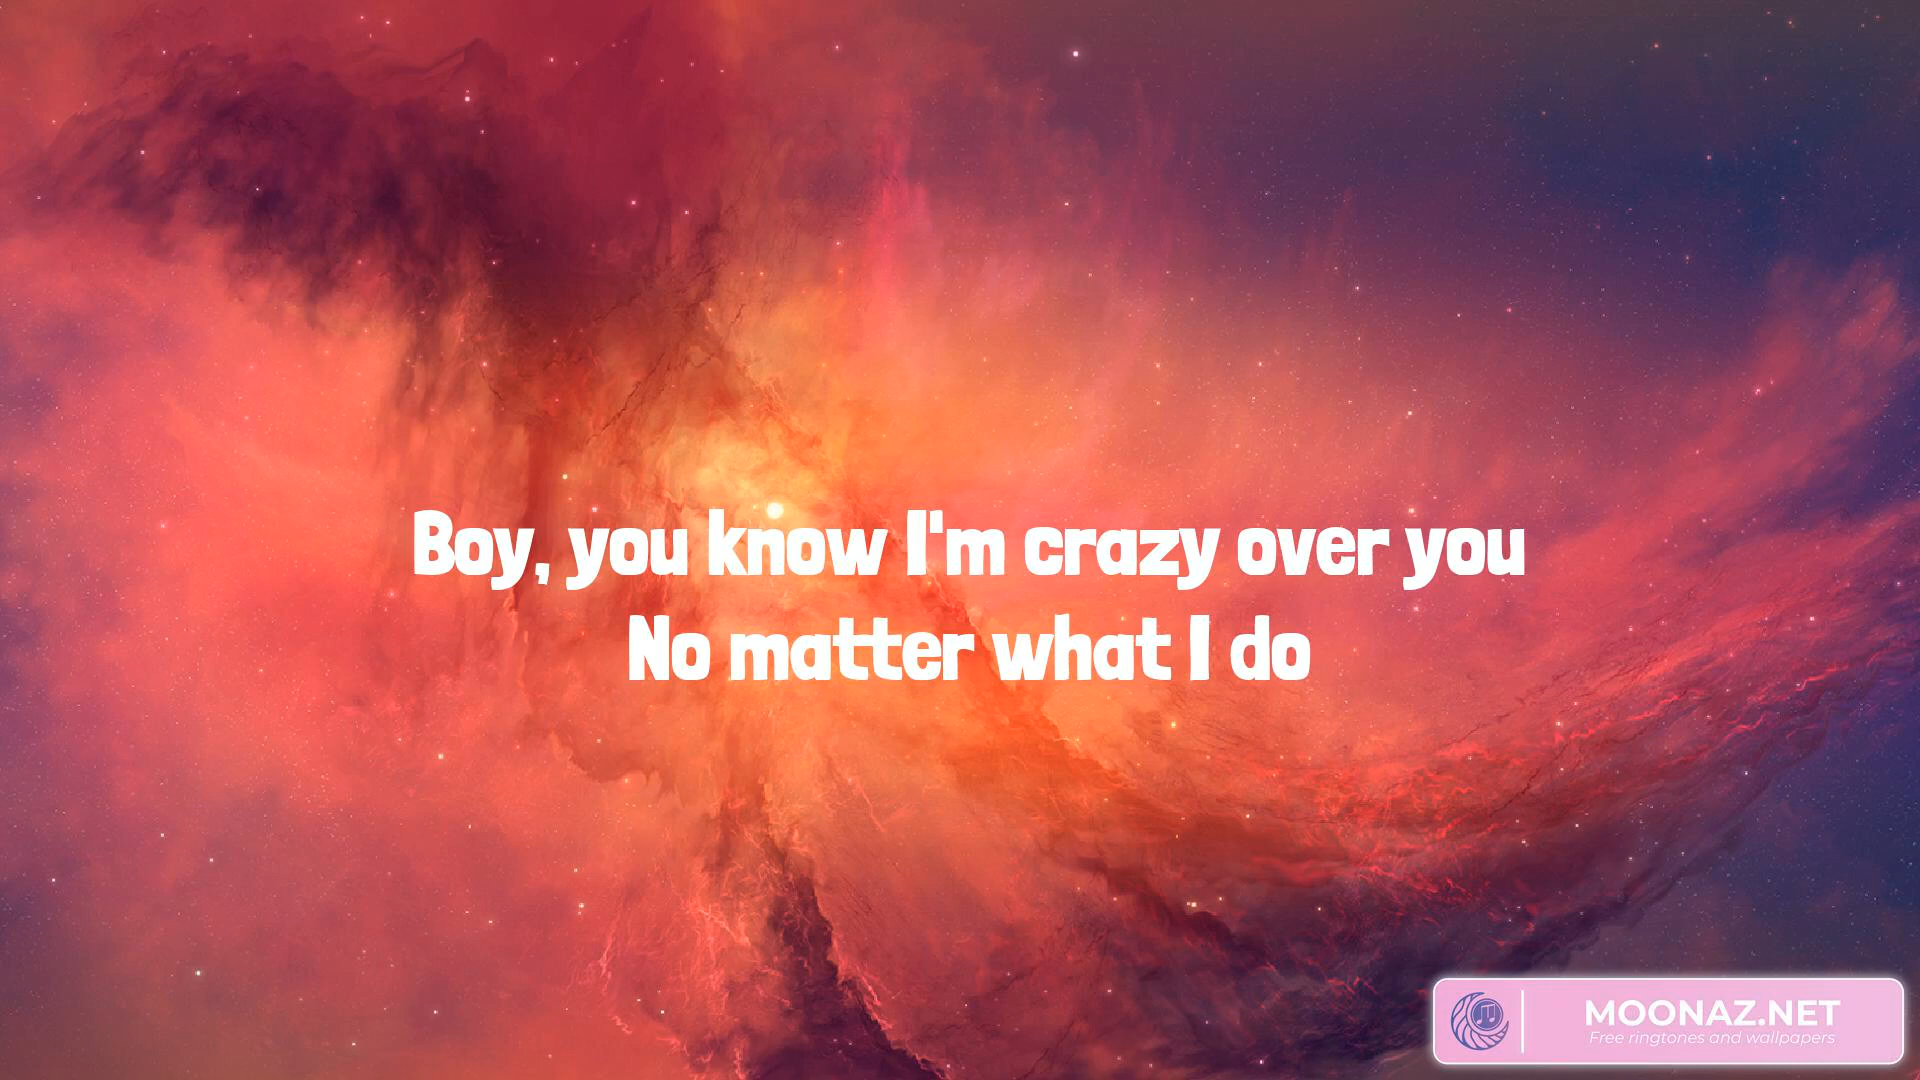 Boy, you know I'm crazy over you
No matter what I do
MOONAZ.NET
Free ringtones and wallpapers